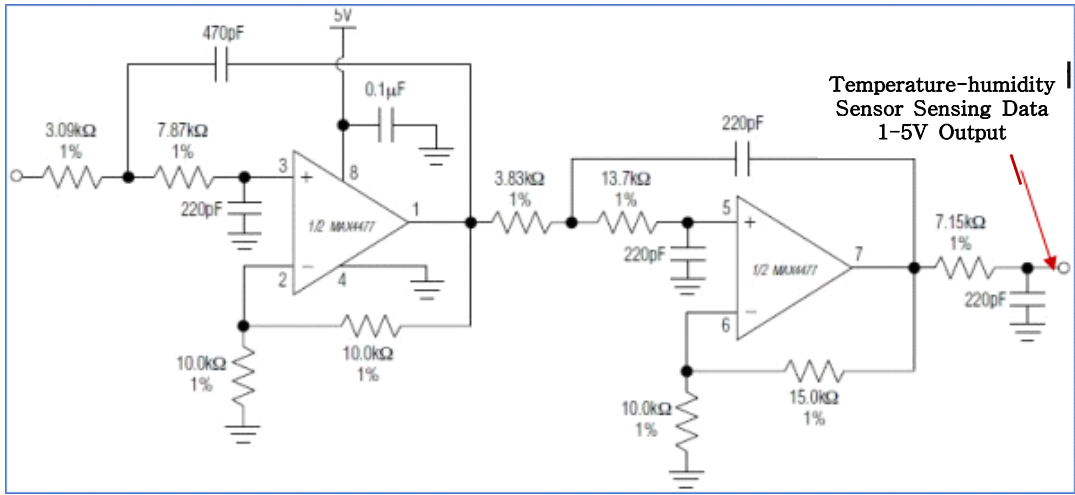 5V
470pF
0.1µF
3.09kΩ
1%
7.87kΩ
1%
3
+
8
220pF
1/2 MAX4477
1
2
−
4
10.0kΩ
1%
10.0kΩ
1%
3.83kΩ
1%
13.7kΩ
1%
220pF
220pF
5
+
1/2 MAX4477
7
6
−
10.0kΩ
1%
15.0kΩ
1%
Temperature-humidity
Sensor Sensing Data
1-5V Output
7.15kΩ
1%
220pF